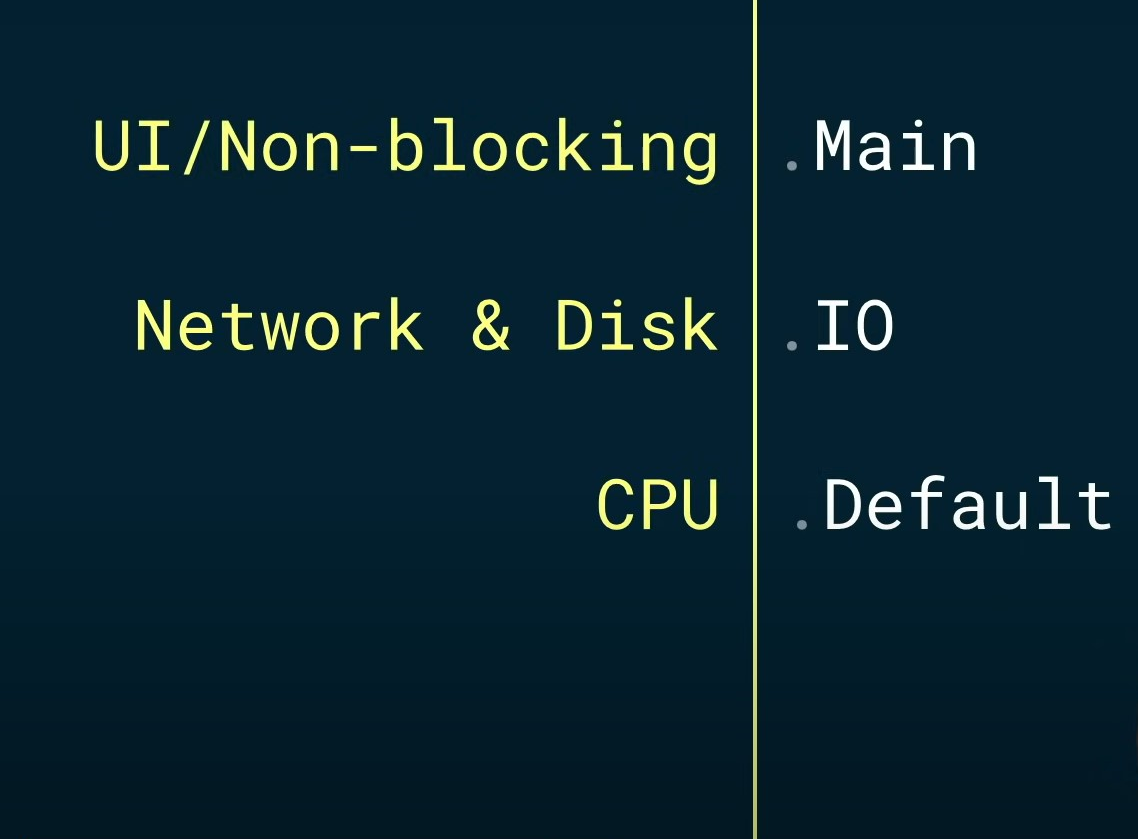 UI/Non-blocking .Main
Network & Disk .IO
CPU .Default